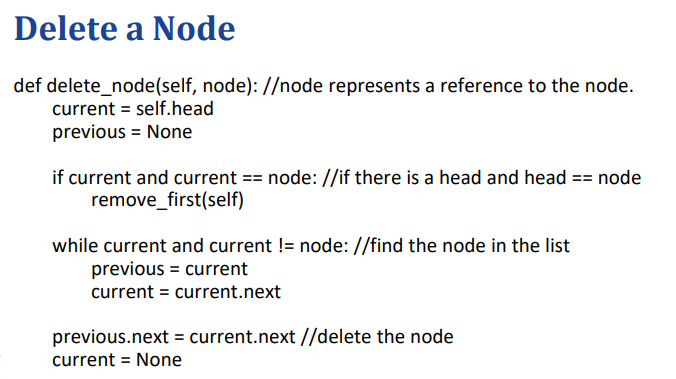 Delete a Node
def delete_node(self, node): //node represents a reference to the node.
current = self.head
previous = None
if current and current == node: //if there is a head and head == node
remove_first(self)
while current and current != node: //find the node in the list
previous = current
current = current.next
previous.next = current.next //delete the node
current = None